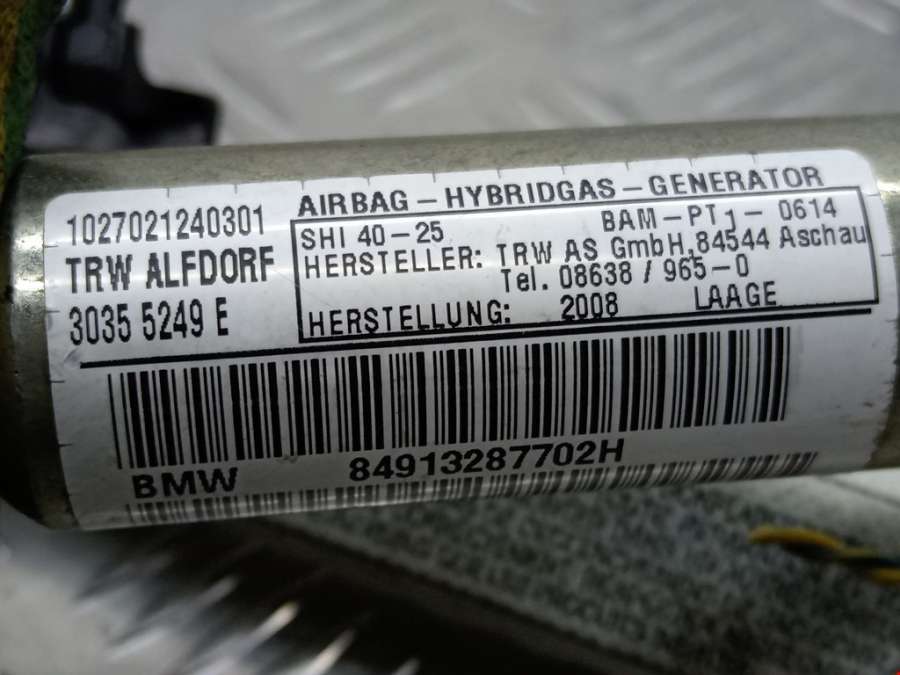 1027021240301
TRW ALFDORF
3035 5249 E
AIRBAG-HYBRIDGAS-GENERATOR
SHI 40-25 BAM-PT1-0614
HERSTELLER: TRW AS GmbH,84544 Aschau
Tel. 08638 / 965-0
HERSTELLUNG: 2008 LAAGE
BMW 84913287702H